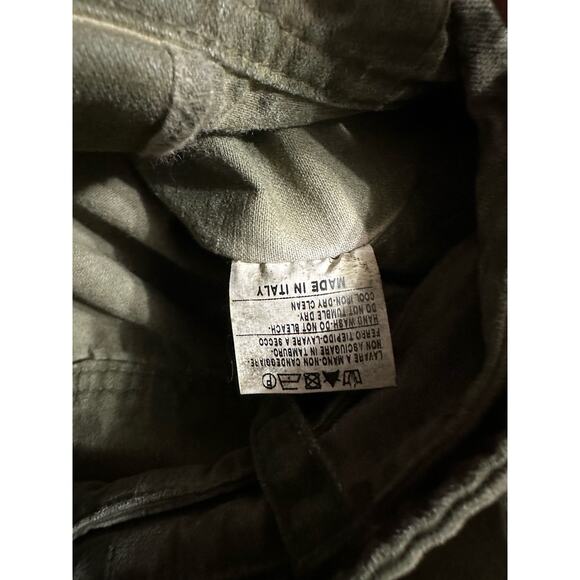 LAVARE A MANO-NON CANDEGGIARE-
NON ASCIUGARE IN TAMBURO-
FERRO TIEPIDO-LAVARE A SECCO
HAND WASH-DO NOT BLEACH-
DO NOT TUMBLE DRY-
COOL IRON-DRY CLEAN
MADE IN ITALY